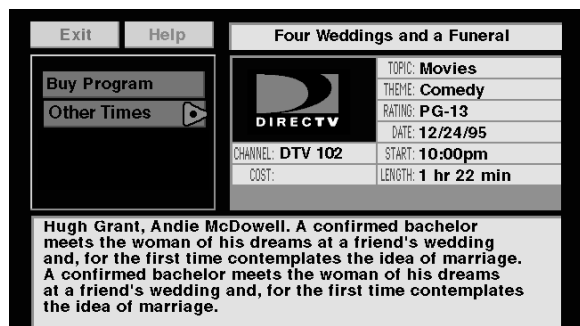 Exit Help Four Weddings and a Funeral
Buy Program
Other Times
DIRECTV
TOPIC: Movies
THEME: Comedy
RATING: PG-13
DATE: 12/24/95
CHANNEL: DTV 102 START: 10:00pm
COST: LENGTH: 1 hr 22 min
Hugh Grant, Andie McDowell. A confirmed bachelor
meets the woman of his dreams at a friend's wedding
and, for the first time contemplates the idea of marriage.
A confirmed bachelor meets the woman of his dreams
at a friend's wedding and, for the first time contemplates
the idea of marriage.